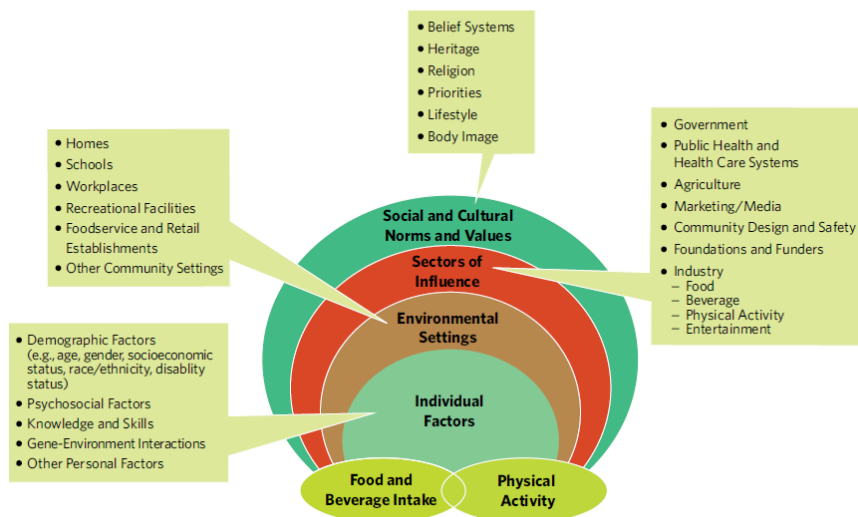 • Belief Systems
• Heritage
• Religion
• Priorities
• Lifestyle
• Body Image
• Homes
• Schools
• Workplaces
• Recreational Facilities
• Foodservice and Retail
Establishments
• Other Community Settings
• Government
• Public Health and
Health Care Systems
• Agriculture
• Marketing/Media
• Community Design and Safety
• Foundations and Funders
• Industry
– Food
– Beverage
– Physical Activity
– Entertainment
• Demographic Factors
(e.g., age, gender, socioeconomic
status, race/ethnicity, disablity
status)
• Psychosocial Factors
• Knowledge and Skills
• Gene-Environment Interactions
• Other Personal Factors
Social and Cultural
Norms and Values
Sectors of
Influence
Environmental
Settings
Individual
Factors
Food and
Beverage Intake
Physical
Activity